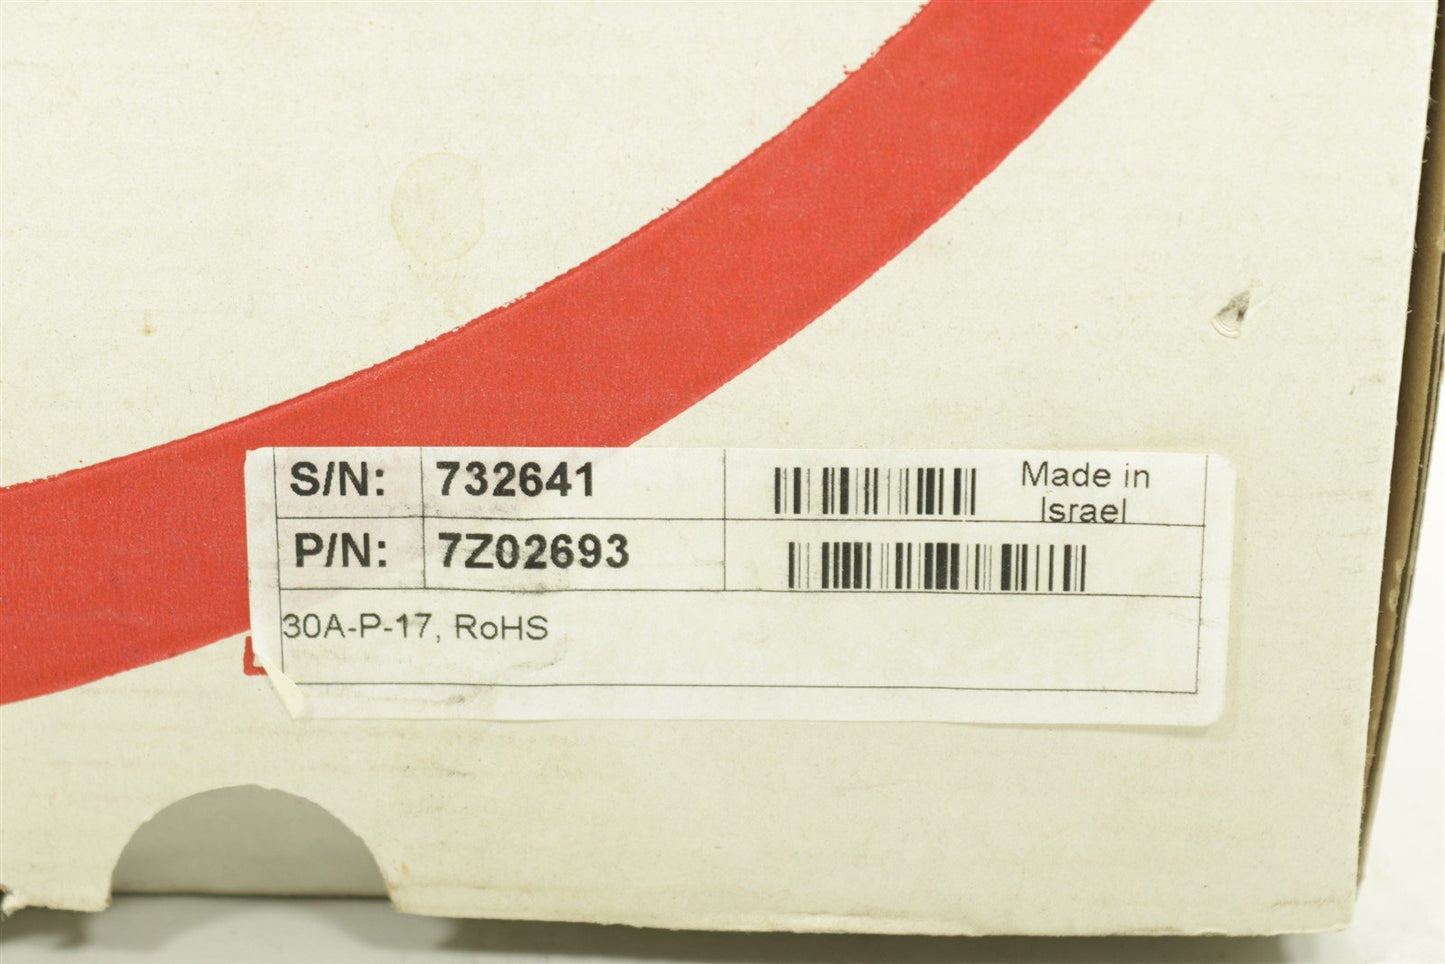 S/N: 732641 Made in
Israel
P/N: 7Z02693
30A-P-17, RoHS